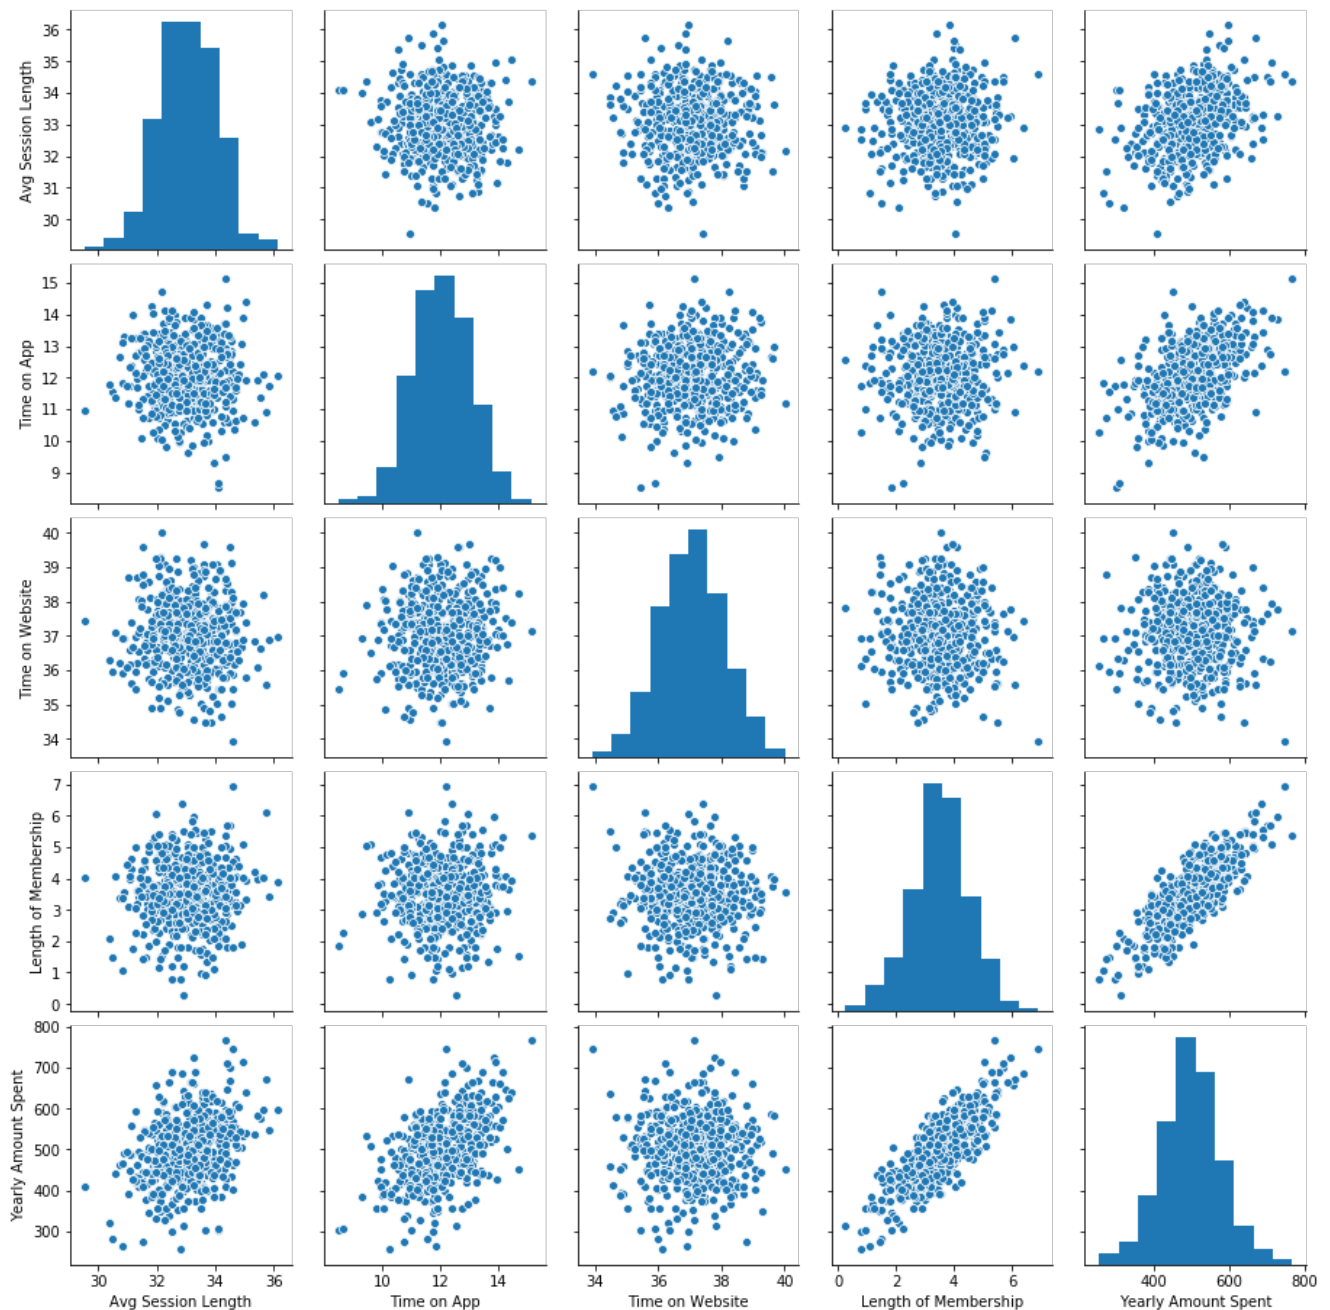 36
35
34
33
32
31
30
Avg Session Length
15
14
13
12
11
10
9
Time on App
40
39
38
37
36
35
34
Time on Website
7
6
5
4
3
2
1
0
Length of Membership
800
700
600
500
400
300
Yearly Amount Spent
30 32 34 36
10 12 14
34 36 38 40
0 2 4 6
400 600 800
Avg Session Length
Time on App
Time on Website
Length of Membership
Yearly Amount Spent